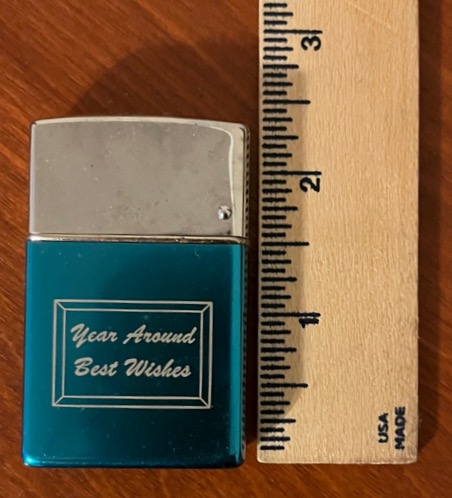 Year Around
Best Wishes
3
2
1
USA
MADE